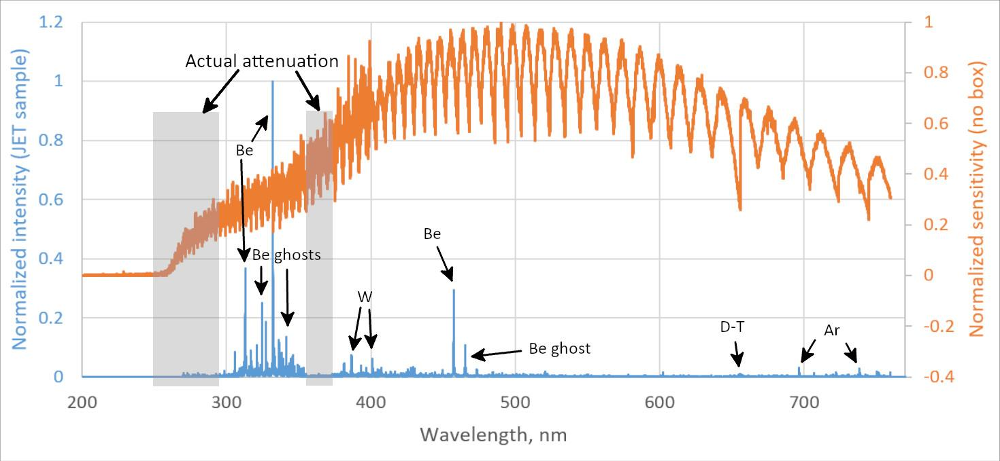 1.2
1
0.8
0.6
0.4
0.2
0
Normalized intensity (JET sample)
Actual attenuation
Be
Be ghosts
W
Be
Be ghost
D-T
Ar
1
0.8
0.6
0.4
0.2
0
-0.2
-0.4
Normalized sensitivity (no box)
200 300 400 500 600 700
Wavelength, nm